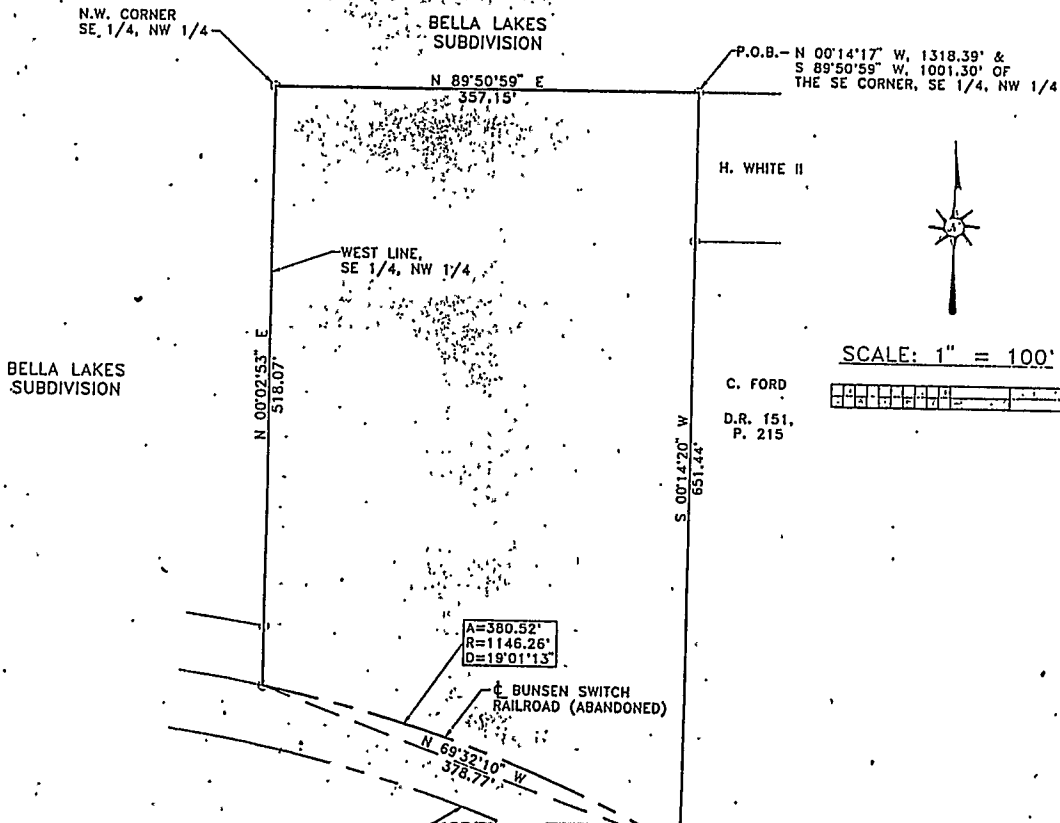 N.W. CORNER
SE 1/4, NW 1/4
BELLA LAKES
SUBDIVISION
P.O.B.- N 00°14'17" W, 1318.39' &
S 89°50'59" W, 1001.30' OF
THE SE CORNER, SE 1/4, NW 1/4
N 89°50'59" E
357.15'
H. WHITE II
WEST LINE,
SE 1/4, NW 1/4
N 00°02'53" E
518.07'
BELLA LAKES
SUBDIVISION
SCALE: 1" = 100'
C. FORD
D.R. 151,
P. 215
S 00°14'20" W
651.44'
A=380.52'
R=1146.26'
D=19°01'13"
℄ BUNSEN SWITCH
RAILROAD (ABANDONED)
N 69°32'10" W
378.77'